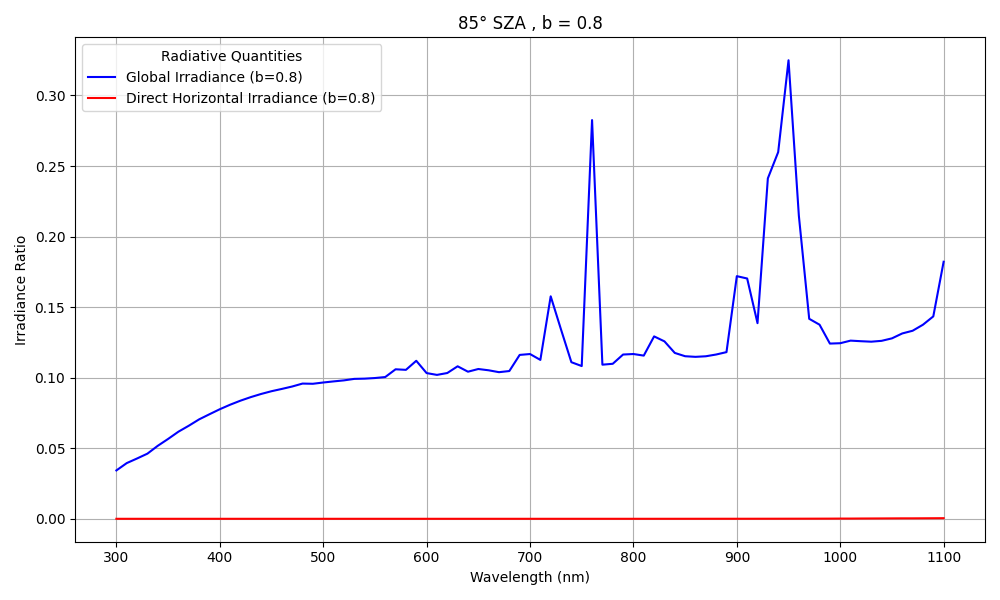 85° SZA , b = 0.8
Radiative Quantities
Global Irradiance (b=0.8)
Direct Horizontal Irradiance (b=0.8)
Irradiance Ratio
0.30
0.25
0.20
0.15
0.10
0.05
0.00
300 400 500 600 700 800 900 1000 1100
Wavelength (nm)